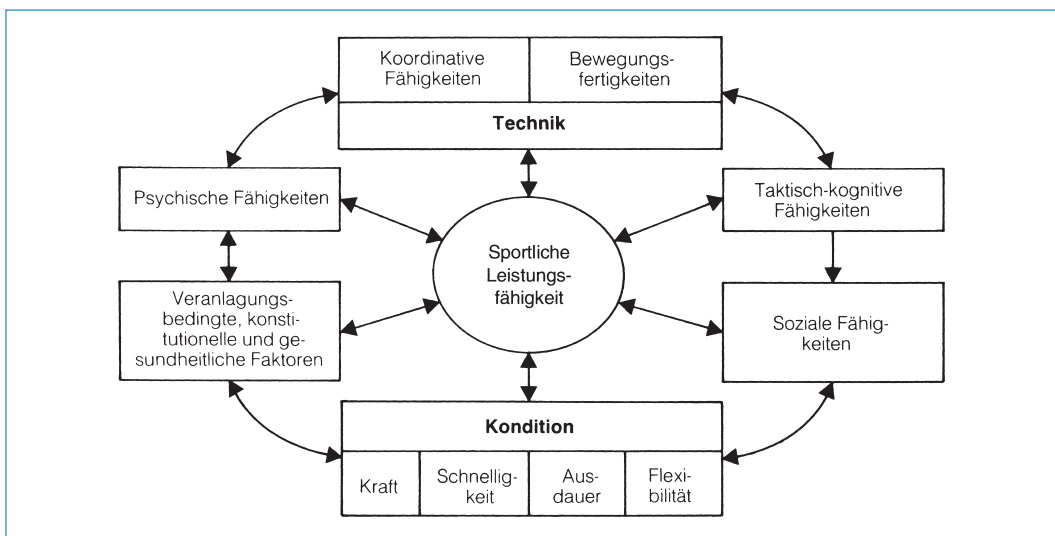 Koordinative
Fähigkeiten
Bewegungs-
fertigkeiten
Technik
Psychische Fähigkeiten
Taktisch-kognitive
Fähigkeiten
Sportliche
Leistungs-
fähigkeit
Veranlagungs-
bedingte, konsti-
tutionelle und ge-
sundheitliche Faktoren
Soziale Fähig-
keiten
Kondition
Kraft
Schnellig-
keit
Aus-
dauer
Flexi-
bilität